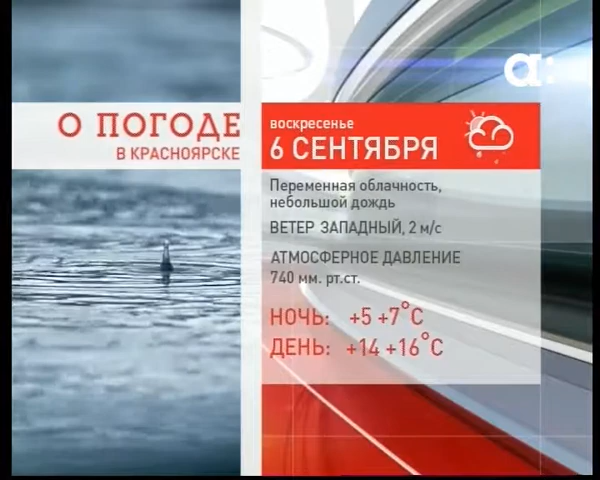 а:
О ПОГОДЕ
В КРАСНОЯРСКЕ
воскресенье
6 СЕНТЯБРЯ
Переменная облачность,
небольшой дождь
ВЕТЕР ЗАПАДНЫЙ, 2 м/с
АТМОСФЕРНОЕ ДАВЛЕНИЕ
740 мм. рт.ст.
НОЧЬ: +5 +7°С
ДЕНЬ: +14 +16°С